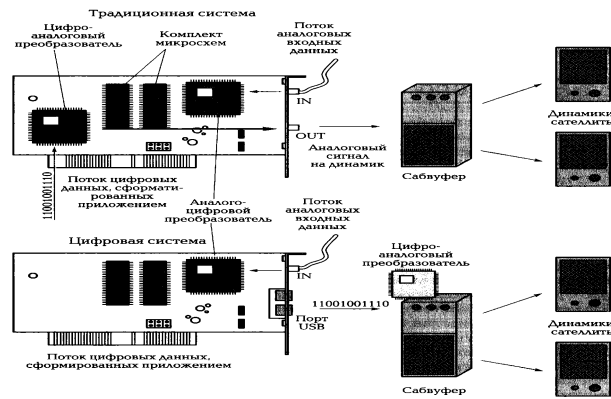 Традиционная система
Цифро-
аналоговый
преобразователь
Комплект
микросхем
Поток
аналоговых
входных
данных
IN
OUT
Аналоговый
сигнал
на динамик
Сабвуфер
Динамики
сателлиты
11001001110
Поток цифровых
данных, сформати-
рованных
приложением
Аналого-
цифровой
преобразователь
Поток
аналоговых
входных
данных
Цифровая система
Цифро-
аналоговый
преобразователь
IN
11001001110
Порт
USB
Динамики
сателлиты
Поток цифровых данных,
сформированных приложением
Сабвуфер